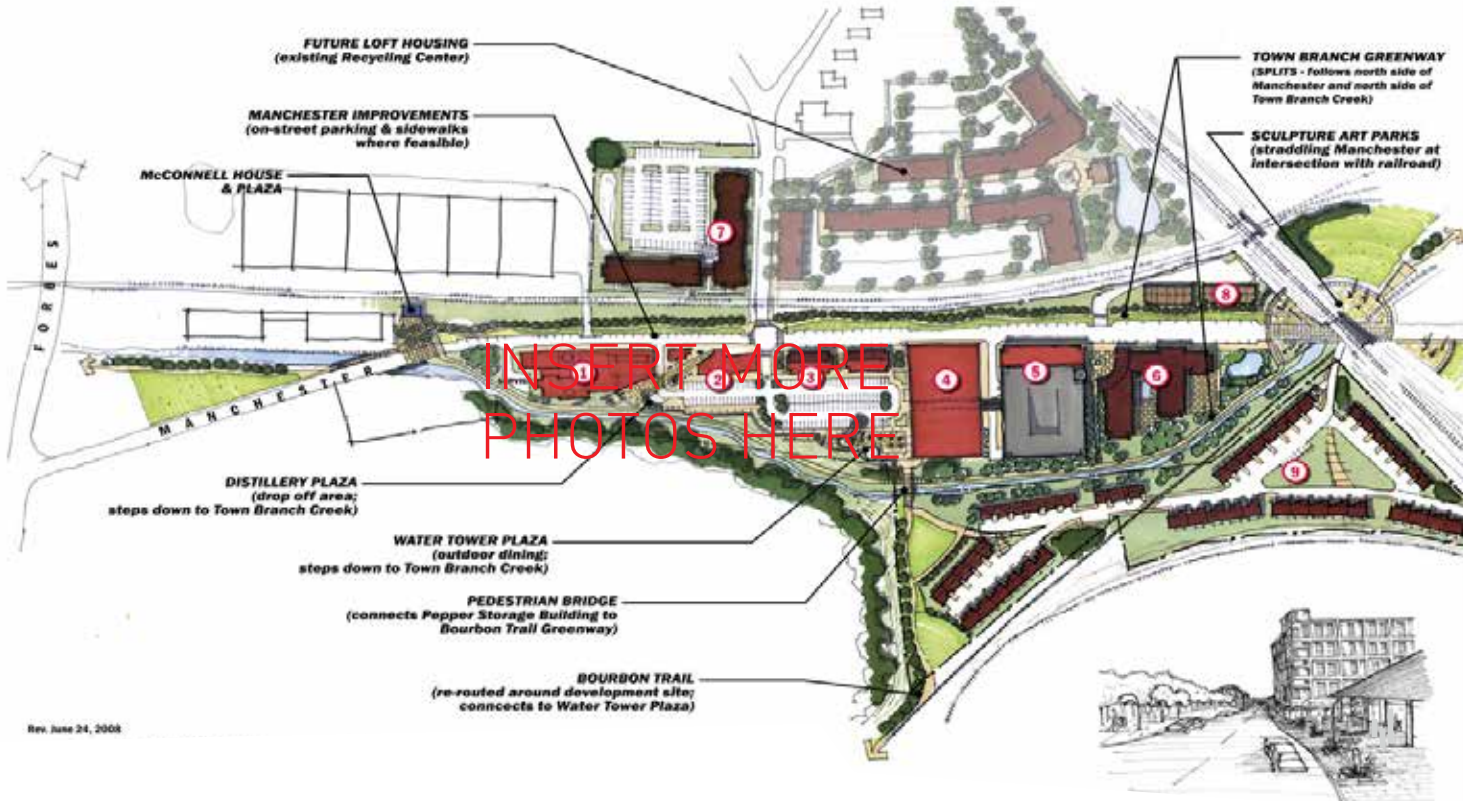 FUTURE LOFT HOUSING
(existing Recycling Center)
MANCHESTER IMPROVEMENTS
(on-street parking & sidewalks
where feasible)
McCONNELL HOUSE
& PLAZA
TOWN BRANCH GREENWAY
(SPLITS - follows north side of
Manchester and north side of
Town Branch Creek)
SCULPTURE ART PARKS
(straddling Manchester at
intersection with railroad)
FORBES
MANCHESTER
7
8
1
2
3
4
5
6
9
INSERT MORE
PHOTOS HERE
DISTILLERY PLAZA
(drop off area;
steps down to Town Branch Creek)
WATER TOWER PLAZA
(outdoor dining;
steps down to Town Branch Creek)
PEDESTRIAN BRIDGE
(connects Pepper Storage Building to
Bourbon Trail Greenway)
BOURBON TRAIL
(re-routed around development site;
conncects to Water Tower Plaza)
Rev. June 24, 2008